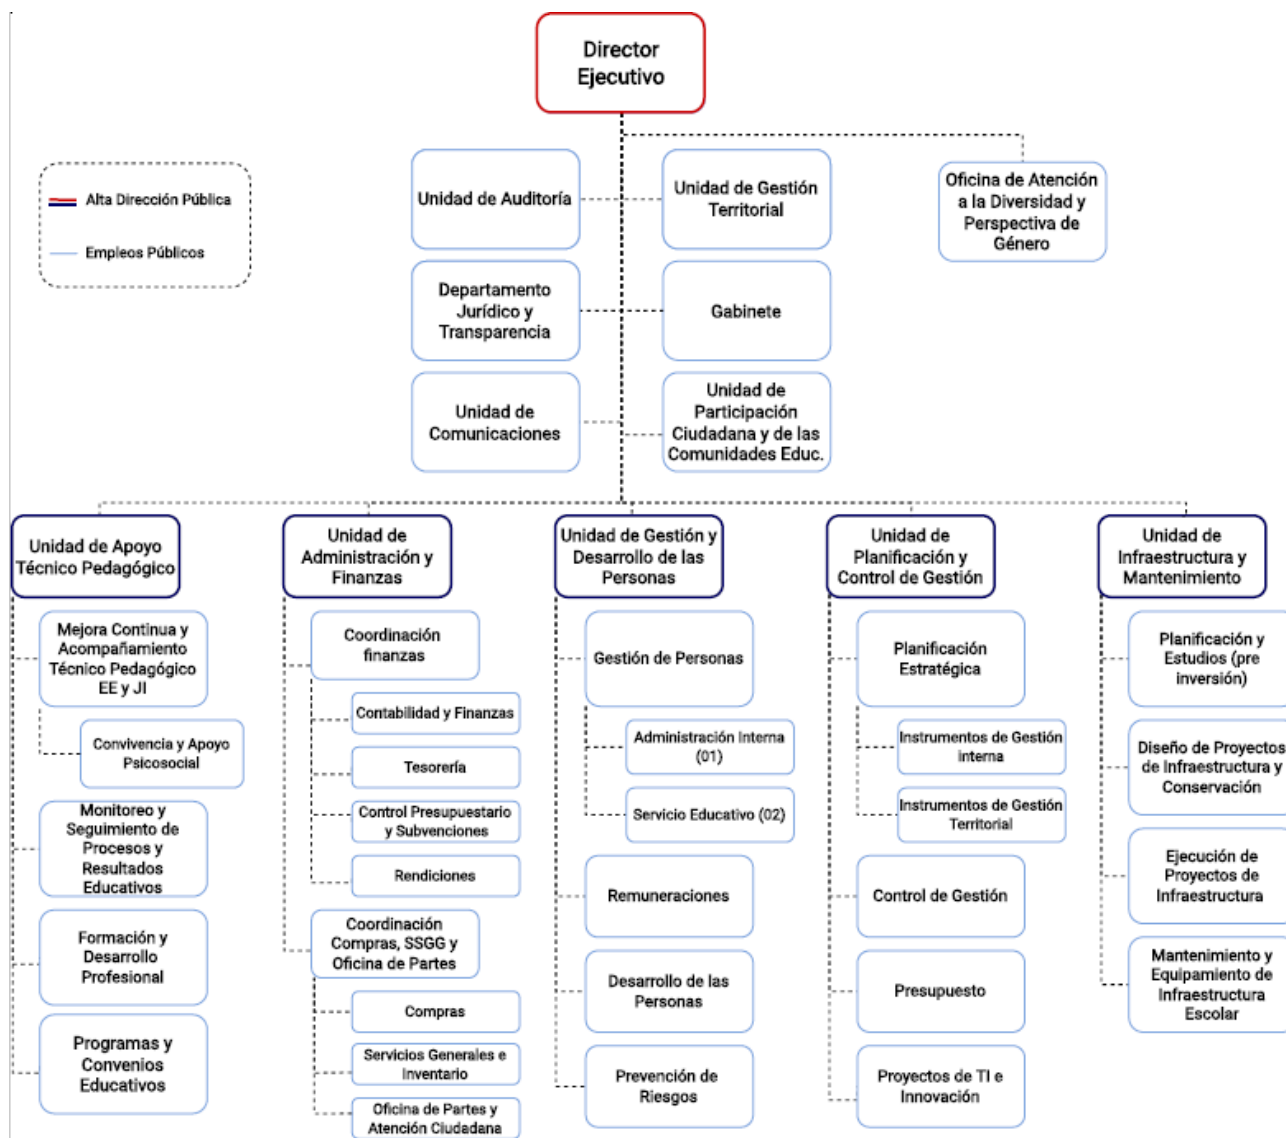 Director
Ejecutivo
Alta Dirección Pública
Empleos Públicos
Unidad de Auditoría
Unidad de Gestión
Territorial
Oficina de Atención
a la Diversidad y
Perspectiva de
Género
Departamento
Jurídico y
Transparencia
Gabinete
Unidad de
Comunicaciones
Unidad de
Participación
Ciudadana y de las
Comunidades Educ.
Unidad de Apoyo
Técnico Pedagógico
Mejora Continua y
Acompañamiento
Técnico Pedagógico
EE y JI
Convivencia y Apoyo
Psicosocial
Monitoreo y
Seguimiento de
Procesos y
Resultados
Educativos
Formación y
Desarrollo
Profesional
Programas y
Convenios
Educativos
Unidad de
Administración y
Finanzas
Coordinación
finanzas
Contabilidad y Finanzas
Tesorería
Control Presupuestario
y Subvenciones
Rendiciones
Coordinación
Compras, SSGG y
Oficina de Partes
Compras
Servicios Generales e
Inventario
Oficina de Partes y
Atención Ciudadana
Unidad de Gestión y
Desarrollo de las
Personas
Gestión de Personas
Administración Interna
(01)
Servicio Educativo (02)
Remuneraciones
Desarrollo de las
Personas
Prevención de
Riesgos
Unidad de
Planificación y
Control de Gestión
Planificación
Estratégica
Instrumentos de Gestión
interna
Instrumentos de Gestión
Territorial
Control de Gestión
Presupuesto
Proyectos de TI e
Innovación
Unidad de
Infraestructura y
Mantenimiento
Planificación y
Estudios (pre
inversión)
Diseño de Proyectos
de Infraestructura y
Conservación
Ejecución de
Proyectos de
Infraestructura
Mantenimiento y
Equipamiento de
Infraestructura
Escolar